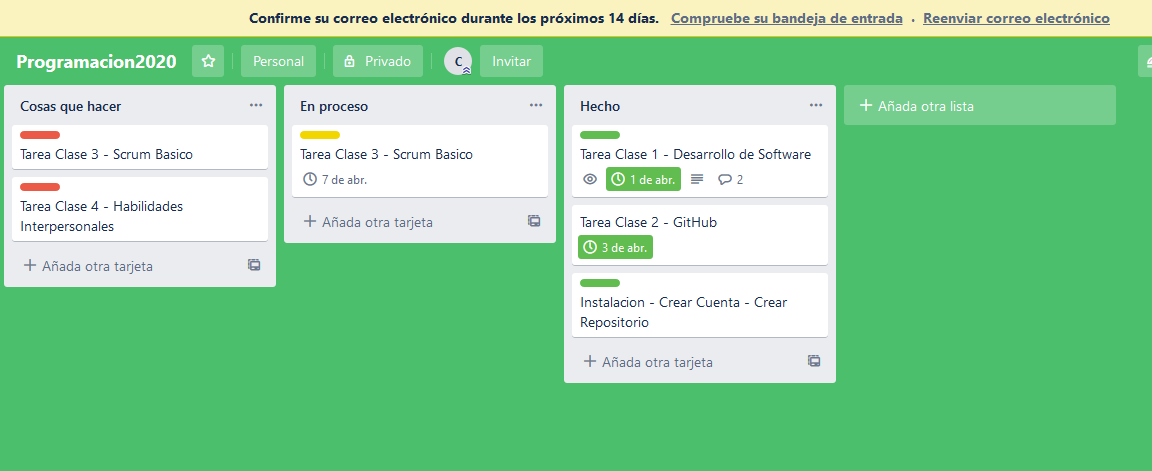 Confirme su correo electrónico durante los próximos 14 días. Compruebe su bandeja de entrada · Reenviar correo electrónico
Programacion2020 Personal Privado C Invitar
Cosas que hacer
Tarea Clase 3 - Scrum Basico
Tarea Clase 4 - Habilidades
Interpersonales
+ Añada otra tarjeta
En proceso
Tarea Clase 3 - Scrum Basico
7 de abr.
+ Añada otra tarjeta
Hecho
Tarea Clase 1 - Desarrollo de Software
1 de abr. 2
Tarea Clase 2 - GitHub
3 de abr.
Instalacion - Crear Cuenta - Crear
Repositorio
+ Añada otra tarjeta
+ Añada otra lista